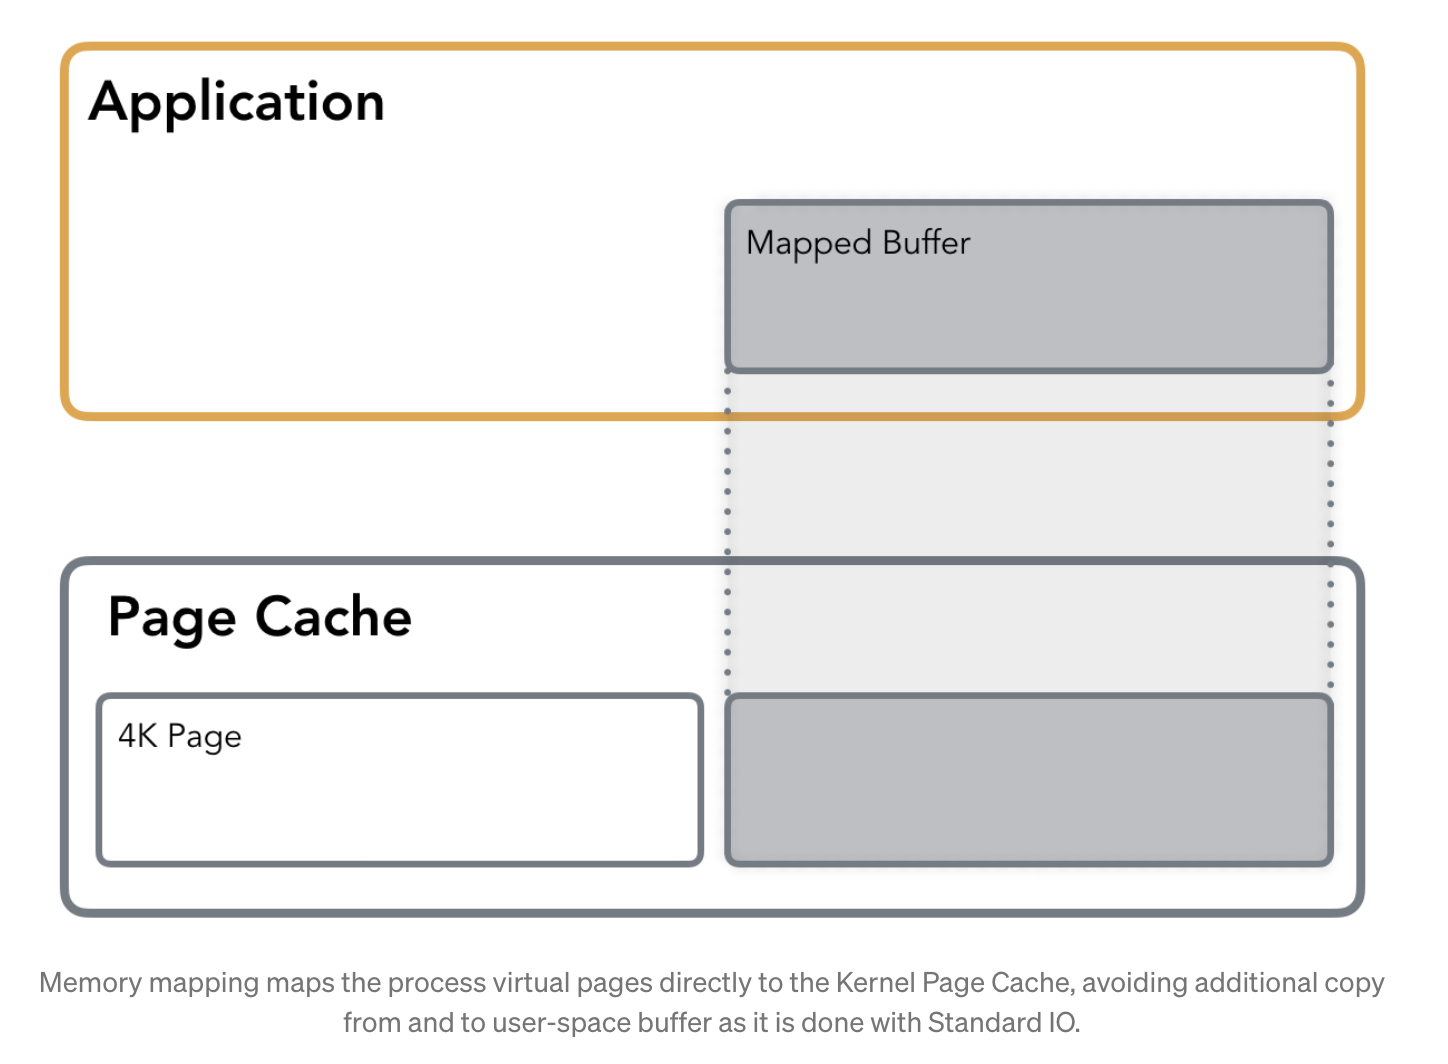 Application
Mapped Buffer
Page Cache
4K Page
Memory mapping maps the process virtual pages directly to the Kernel Page Cache, avoiding additional copy
from and to user-space buffer as it is done with Standard IO.